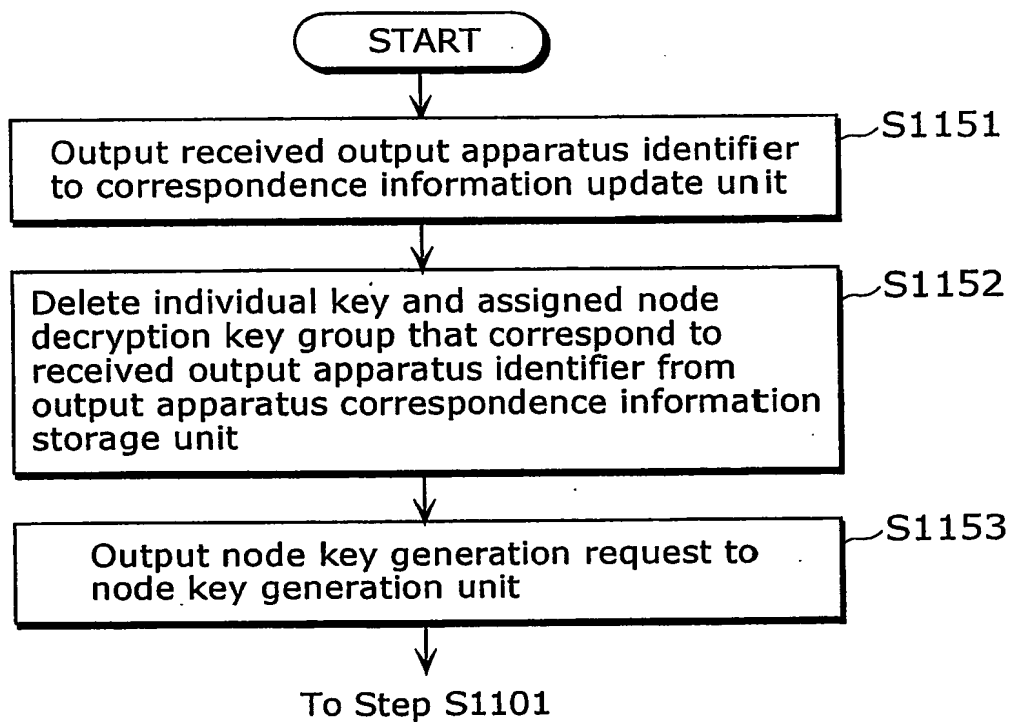 START
S1151
Output received output apparatus identifier
to correspondence information update unit
S1152
Delete individual key and assigned node
decryption key group that correspond to
received output apparatus identifier from
output apparatus correspondence information
storage unit
S1153
Output node key generation request to
node key generation unit
To Step S1101